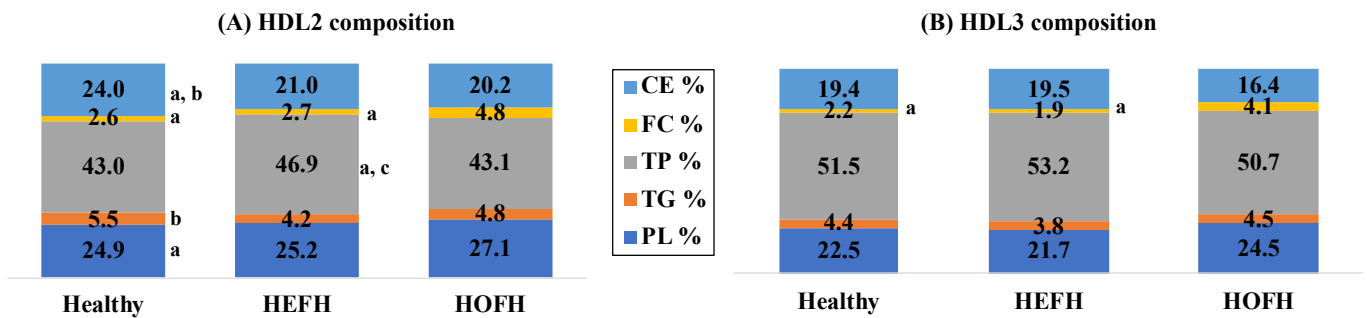 (A) HDL2 composition
24.0
a, b
2.6
a
43.0
5.5
b
24.9
a
21.0
2.7
a
46.9
a, c
4.2
25.2
20.2
4.8
43.1
4.8
27.1
Healthy
HEFH
HOFH
CE %
FC %
TP %
TG %
PL %
(B) HDL3 composition
19.4
2.2
a
51.5
4.4
22.5
19.5
1.9
a
53.2
3.8
21.7
16.4
4.1
50.7
4.5
24.5
Healthy
HEFH
HOFH